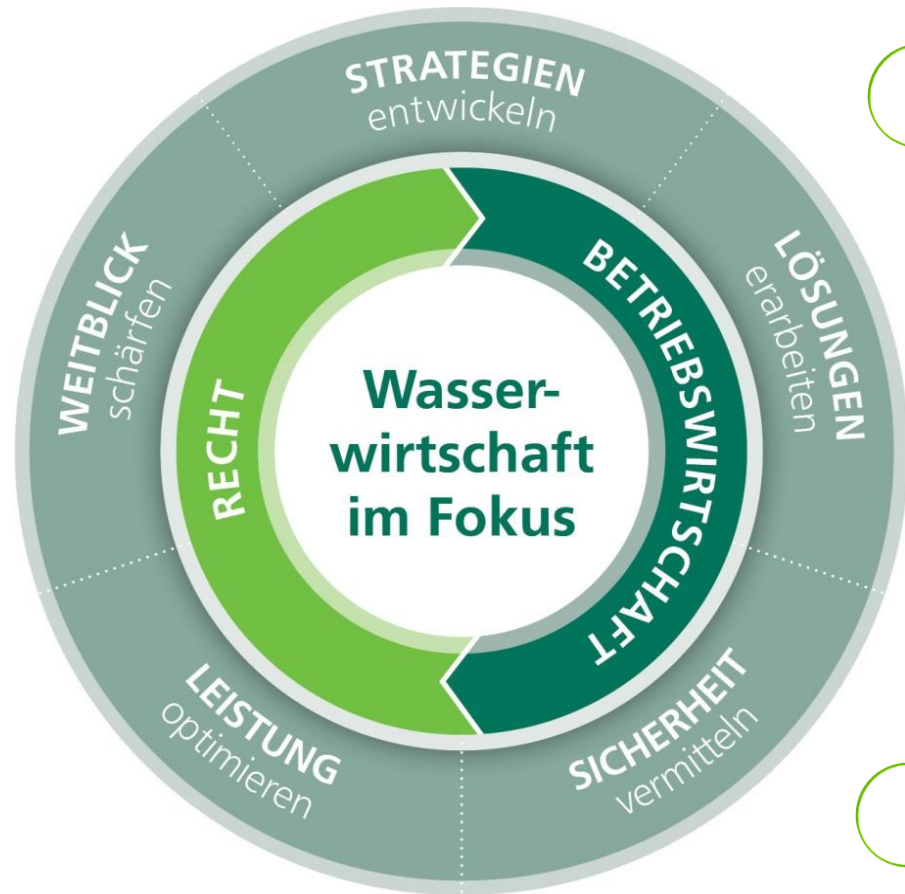 STRATEGIEN
entwickeln
LÖSUNGEN
erarbeiten
SICHERHEIT
vermitteln
LEISTUNG
optimieren
WEITBLICK
schärfen
RECHT
BETRIEBSWIRTSCHAFT
Wasser-
wirtschaft
im Fokus